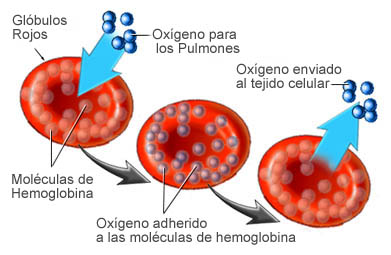 Glóbulos
Rojos
Oxígeno para
los Pulmones
Oxígeno enviado
al tejido celular
Moléculas de
Hemoglobina
Oxígeno adherido
a las moléculas de hemoglobina